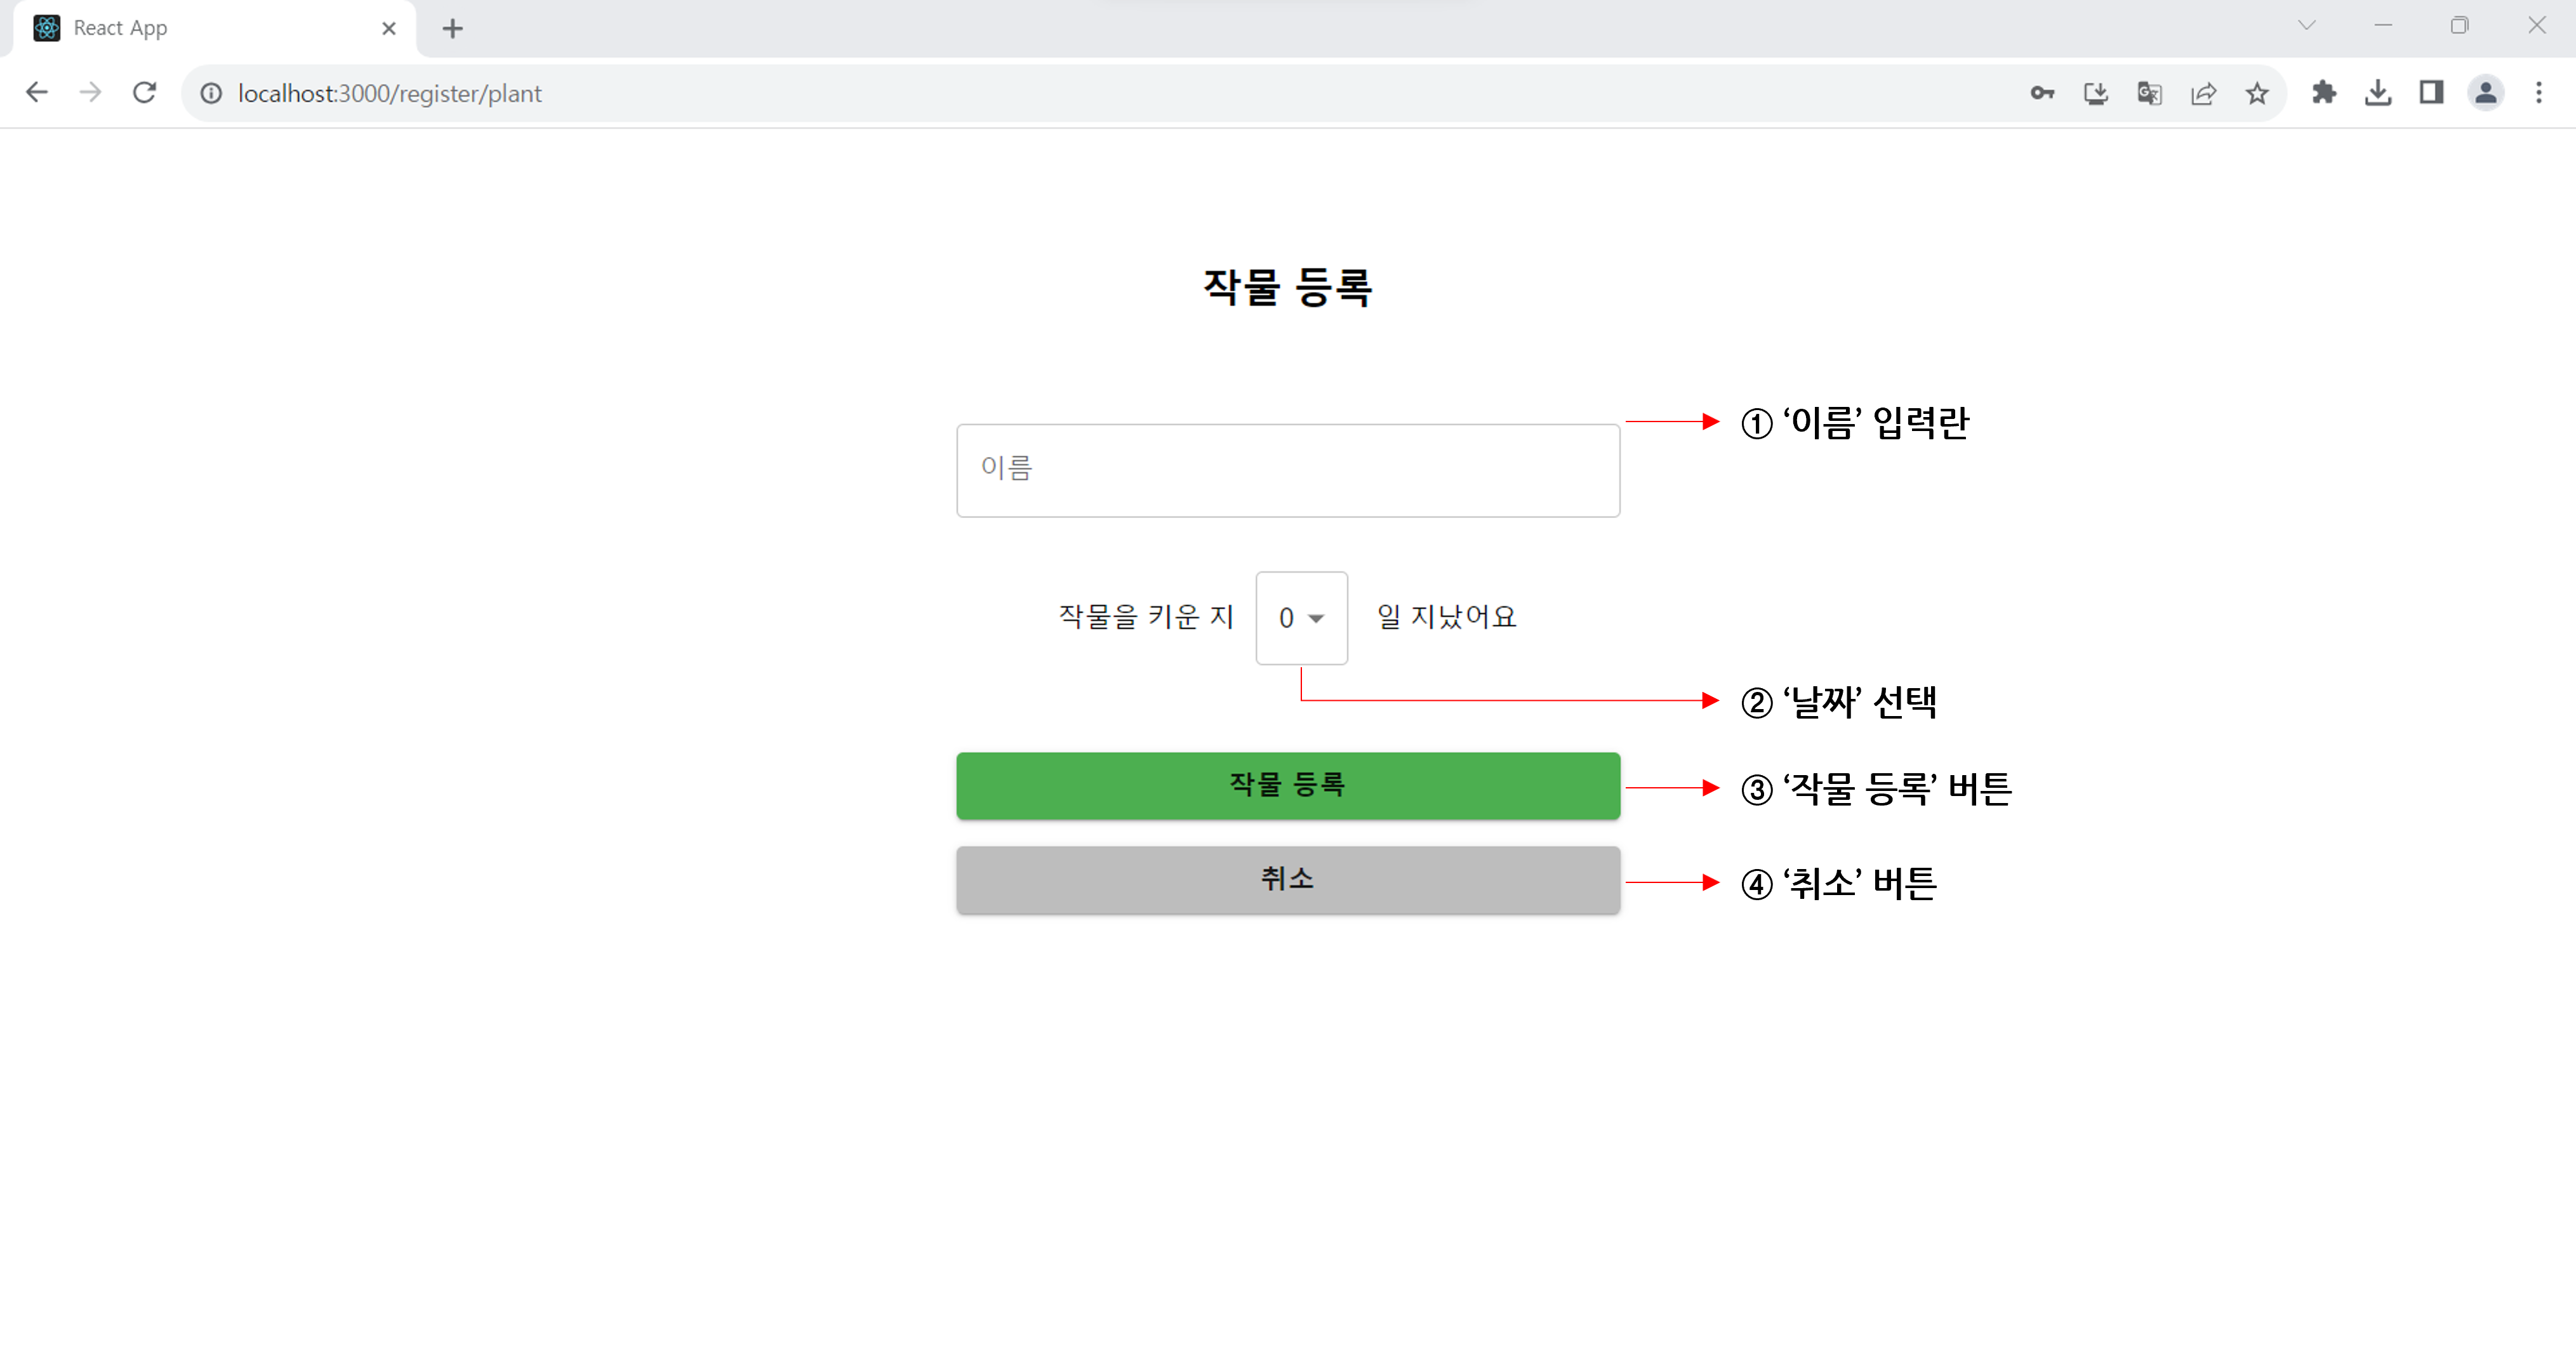 React App
localhost:3000/register/plant
작물 등록
① ‘이름’ 입력란
이름
작물을 키운 지 0 일 지났어요
② ‘날짜’ 선택
작물 등록
③ ‘작물 등록’ 버튼
취소
④ ‘취소’ 버튼